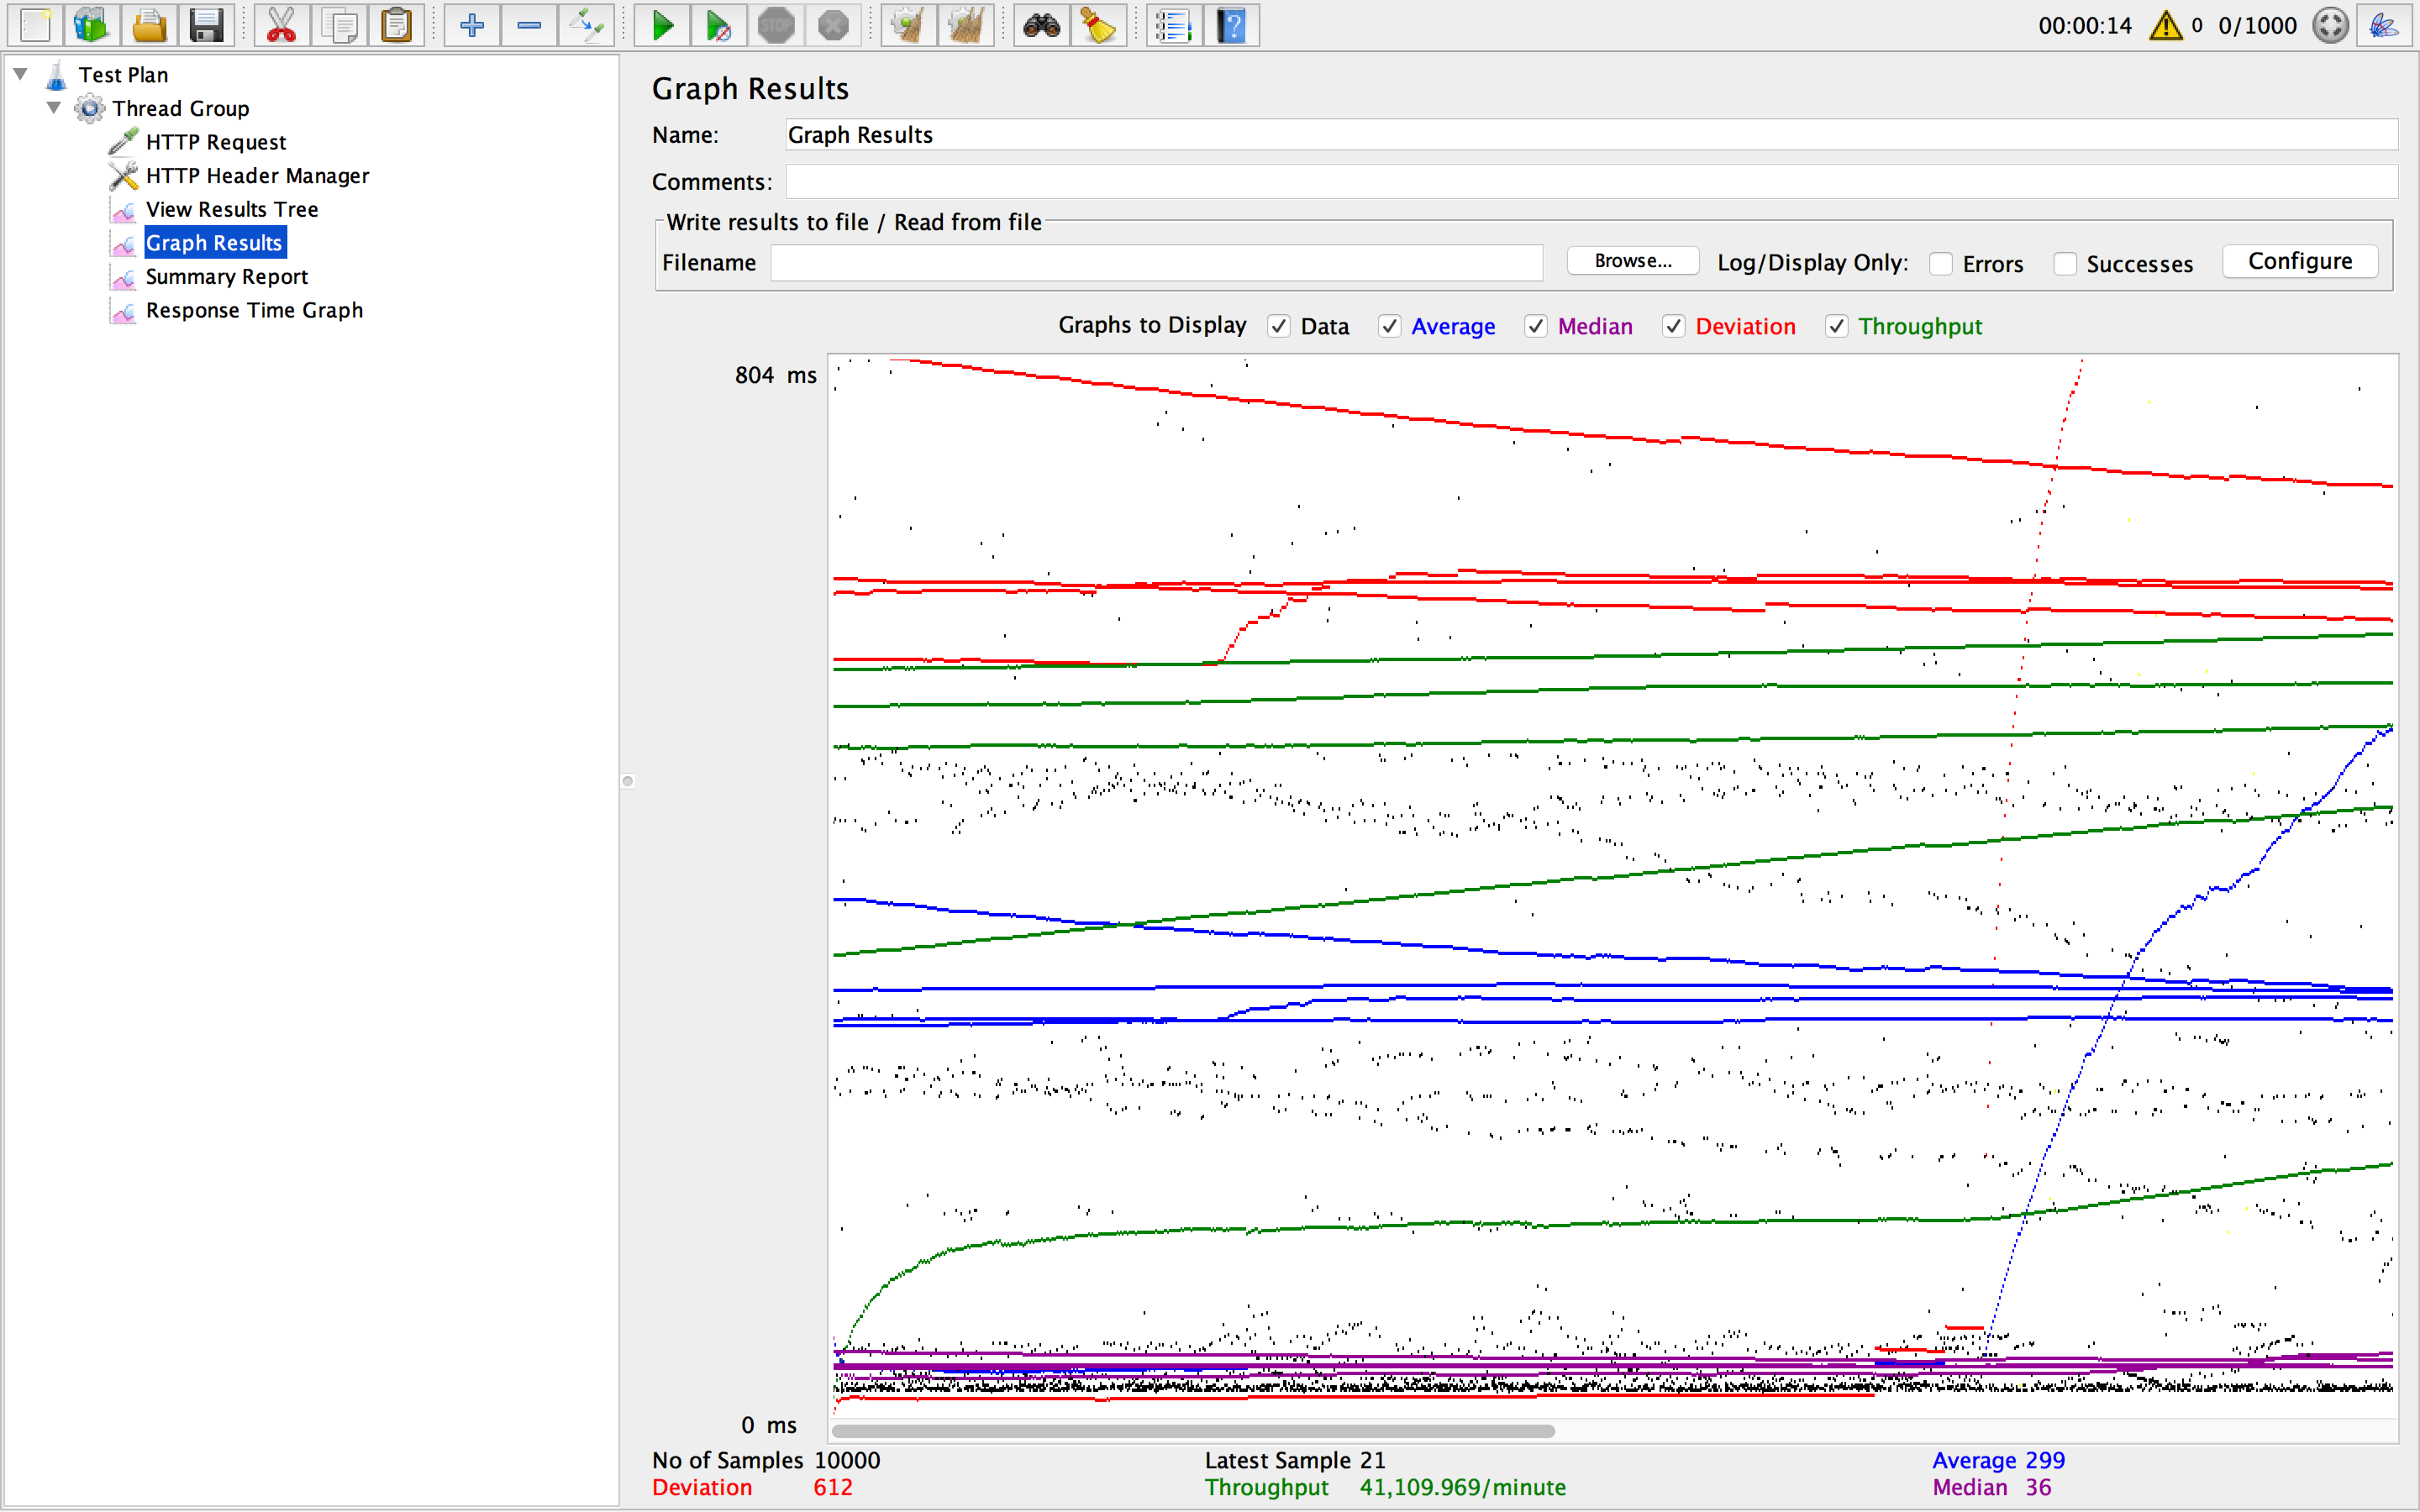 STOP
00:00:14 0 0/1000
Test Plan
Thread Group
HTTP Request
HTTP Header Manager
View Results Tree
Graph Results
Summary Report
Response Time Graph
Graph Results
Name: Graph Results
Comments:
Write results to file / Read from file
Filename Browse... Log/Display Only: Errors Successes Configure
Graphs to Display Data Average Median Deviation Throughput
804 ms
0 ms
No of Samples 10000 Latest Sample 21 Average 299
Deviation 612 Throughput 41,109.969/minute Median 36